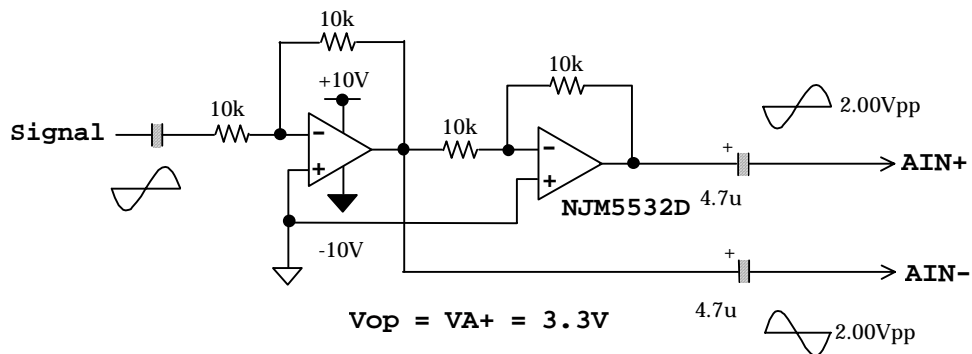 10k
+10V
10k
10k
10k
2.00Vpp
Signal
−
+
−
+
+
AIN+
4.7u
NJM5532D
-10V
+
AIN-
4.7u
Vop = VA+ = 3.3V
2.00Vpp